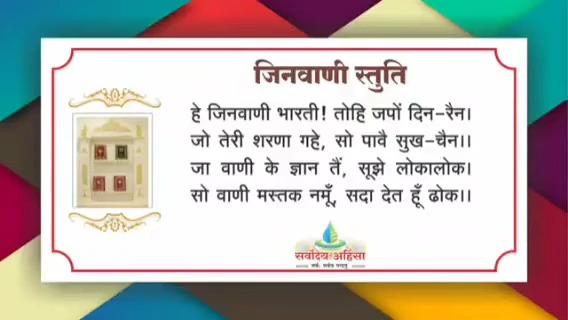 जिनवाणी स्तुति
हे जिनवाणी भारती! तोहि जपों दिन-रैन।
जो तेरी शरणा गहे, सो पावै सुख-चैन।।
जा वाणी के ज्ञान तैं, सूझे लोकालोक।
सो वाणी मस्तक नमूँ, सदा देत हूँ ढोक।।
सर्वोदय अहिंसा